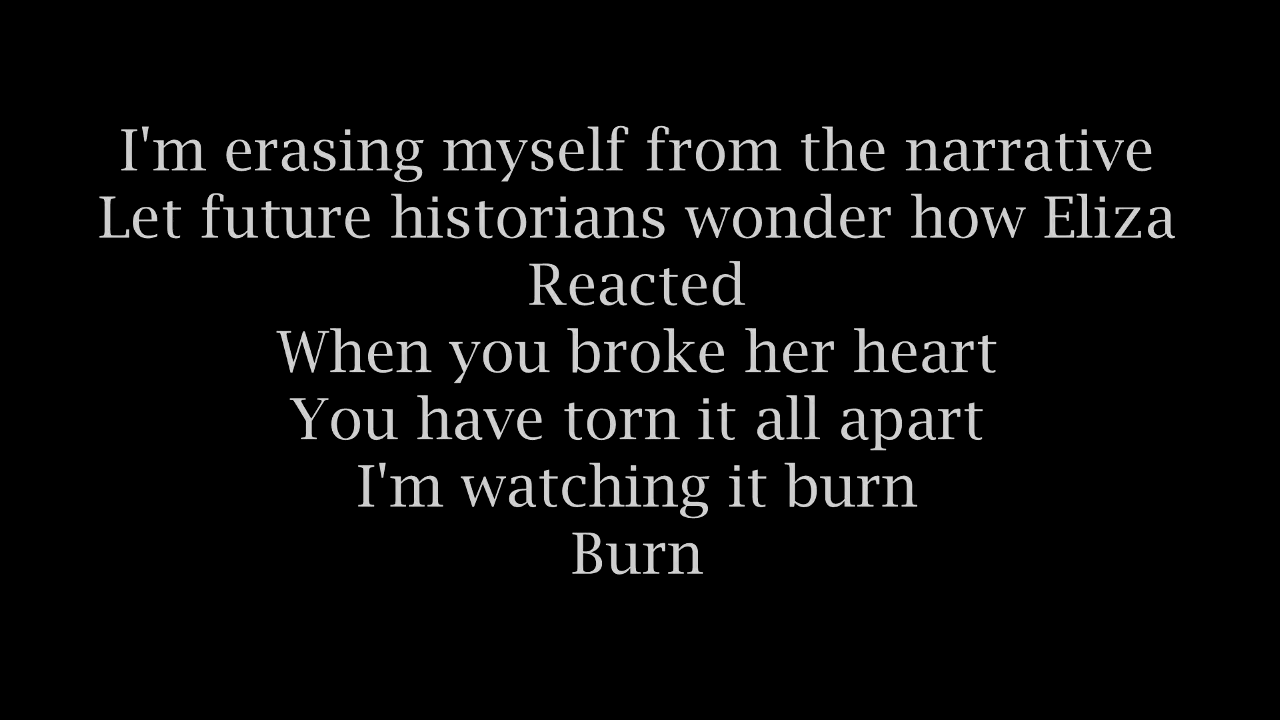 I'm erasing myself from the narrative
Let future historians wonder how Eliza
Reacted
When you broke her heart
You have torn it all apart
I'm watching it burn
Burn